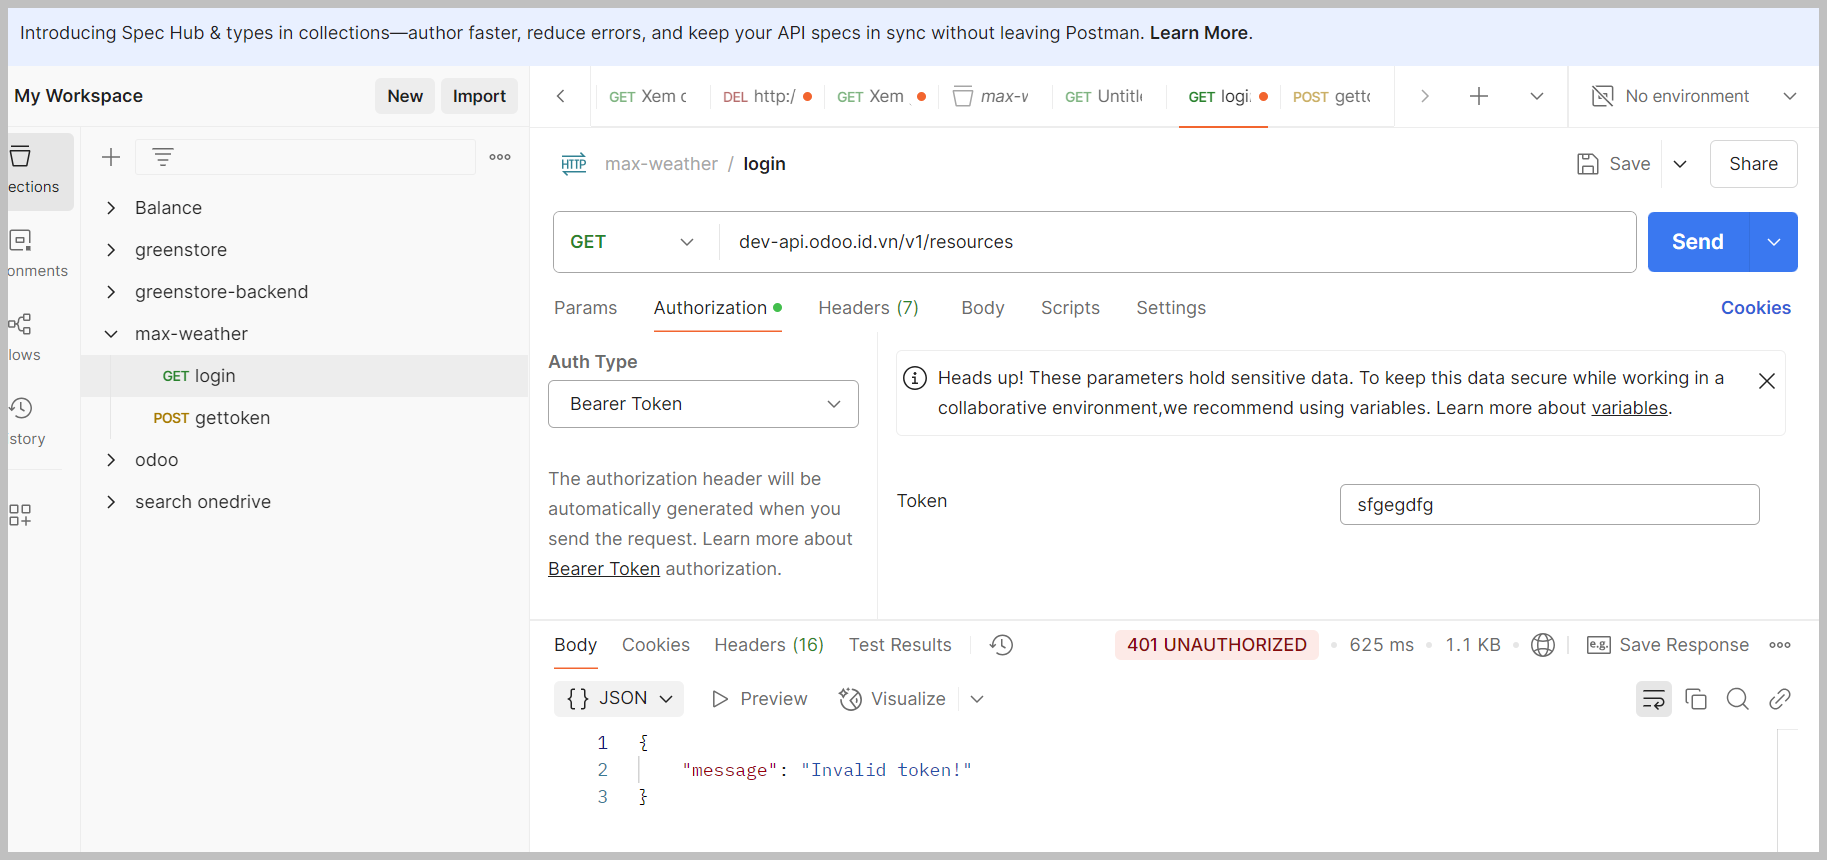 Introducing Spec Hub & types in collections—author faster, reduce errors, and keep your API specs in sync without leaving Postman. Learn More.
My Workspace
New
Import
GET Xem c
DEL http:/
GET Xem
max-v
GET Untitl
GET logi
POST getto
No environment
ections
onments
lows
story
Balance
greenstore
greenstore-backend
max-weather
GET login
POST gettoken
odoo
search onedrive
HTTP max-weather / login
Save
Share
GET
dev-api.odoo.id.vn/v1/resources
Send
Params
Authorization
Headers (7)
Body
Scripts
Settings
Cookies
Auth Type
Bearer Token
The authorization header will be
automatically generated when you
send the request. Learn more about
Bearer Token authorization.
Heads up! These parameters hold sensitive data. To keep this data secure while working in a
collaborative environment,we recommend using variables. Learn more about variables.
Token
sfgegdfg
Body
Cookies
Headers (16)
Test Results
401 UNAUTHORIZED
625 ms
1.1 KB
e.g. Save Response
{} JSON
Preview
Visualize
1 {
2 "message": "Invalid token!"
3 }